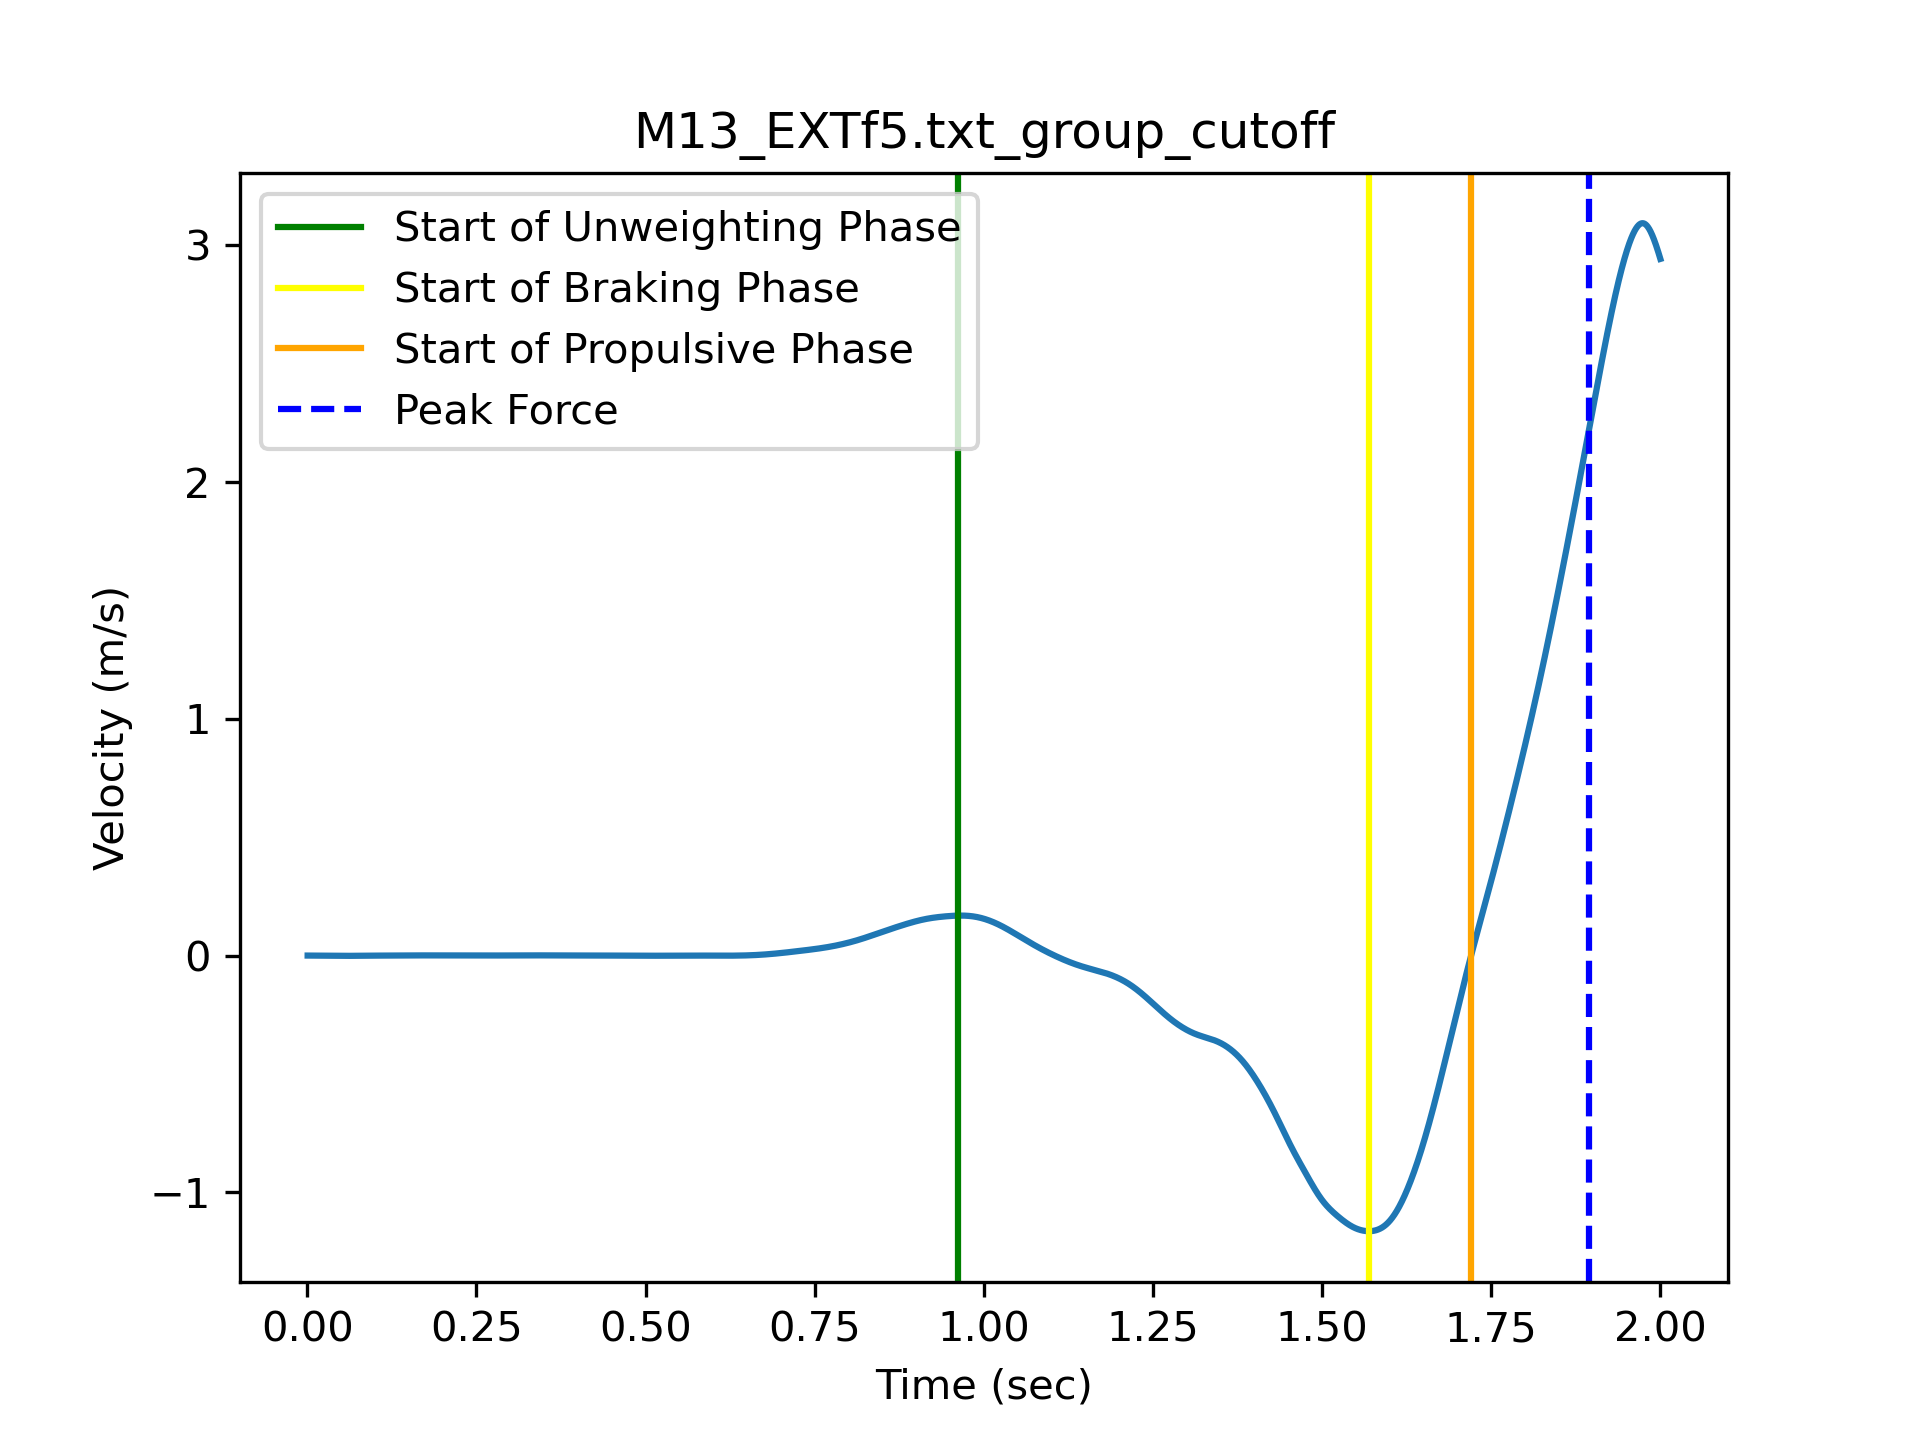 M13_EXTf5.txt_group_cutoff
Start of Unweighting Phase
Start of Braking Phase
Start of Propulsive Phase
Peak Force
3
2
1
0
−1
Velocity (m/s)
0.00 0.25 0.50 0.75 1.00 1.25 1.50 1.75 2.00
Time (sec)